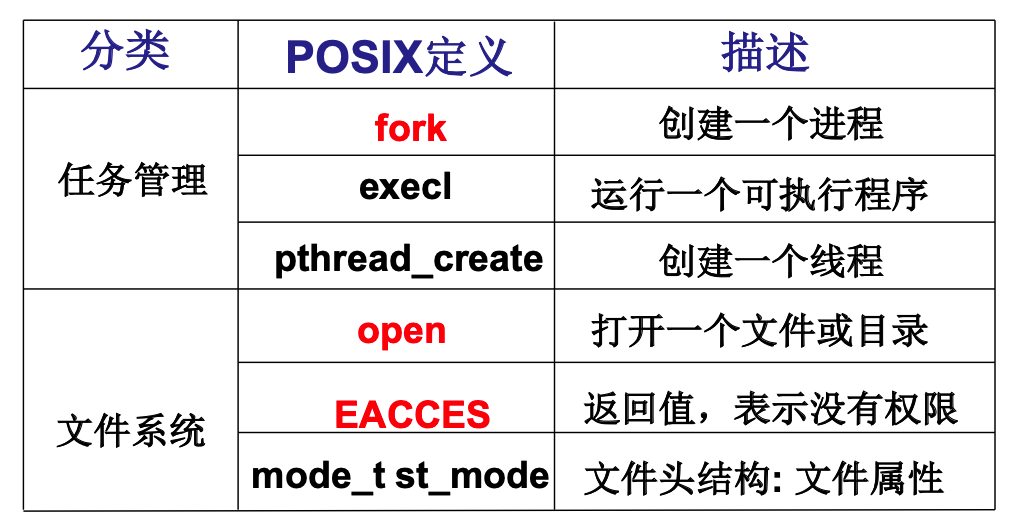 分类 POSIX定义 描述
任务管理
fork 创建一个进程
execl 运行一个可执行程序
pthread_create 创建一个线程
文件系统
open 打开一个文件或目录
EACCES 返回值，表示没有权限
mode_t st_mode 文件头结构: 文件属性